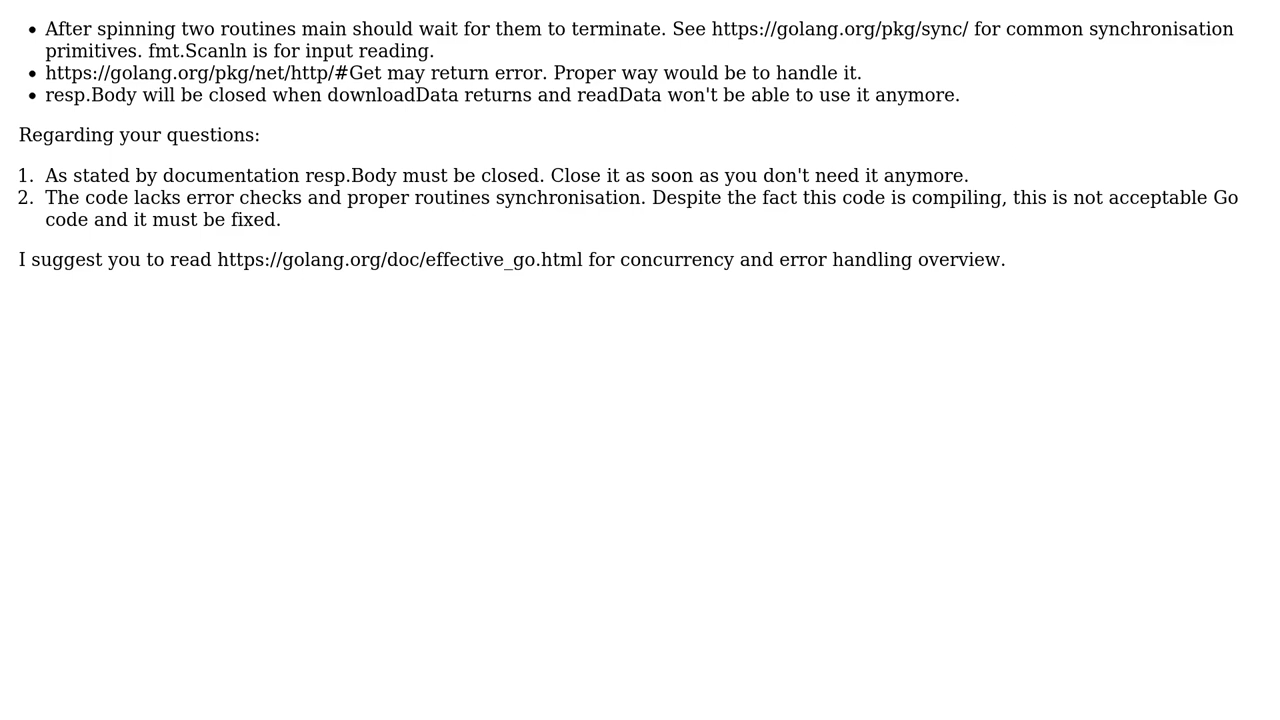 • After spinning two routines main should wait for them to terminate. See https://golang.org/pkg/sync/ for common synchronisation
primitives. fmt.Scanln is for input reading.
• https://golang.org/pkg/net/http/#Get may return error. Proper way would be to handle it.
• resp.Body will be closed when downloadData returns and readData won't be able to use it anymore.
Regarding your questions:
1. As stated by documentation resp.Body must be closed. Close it as soon as you don't need it anymore.
2. The code lacks error checks and proper routines synchronisation. Despite the fact this code is compiling, this is not acceptable Go
code and it must be fixed.
I suggest you to read https://golang.org/doc/effective_go.html for concurrency and error handling overview.